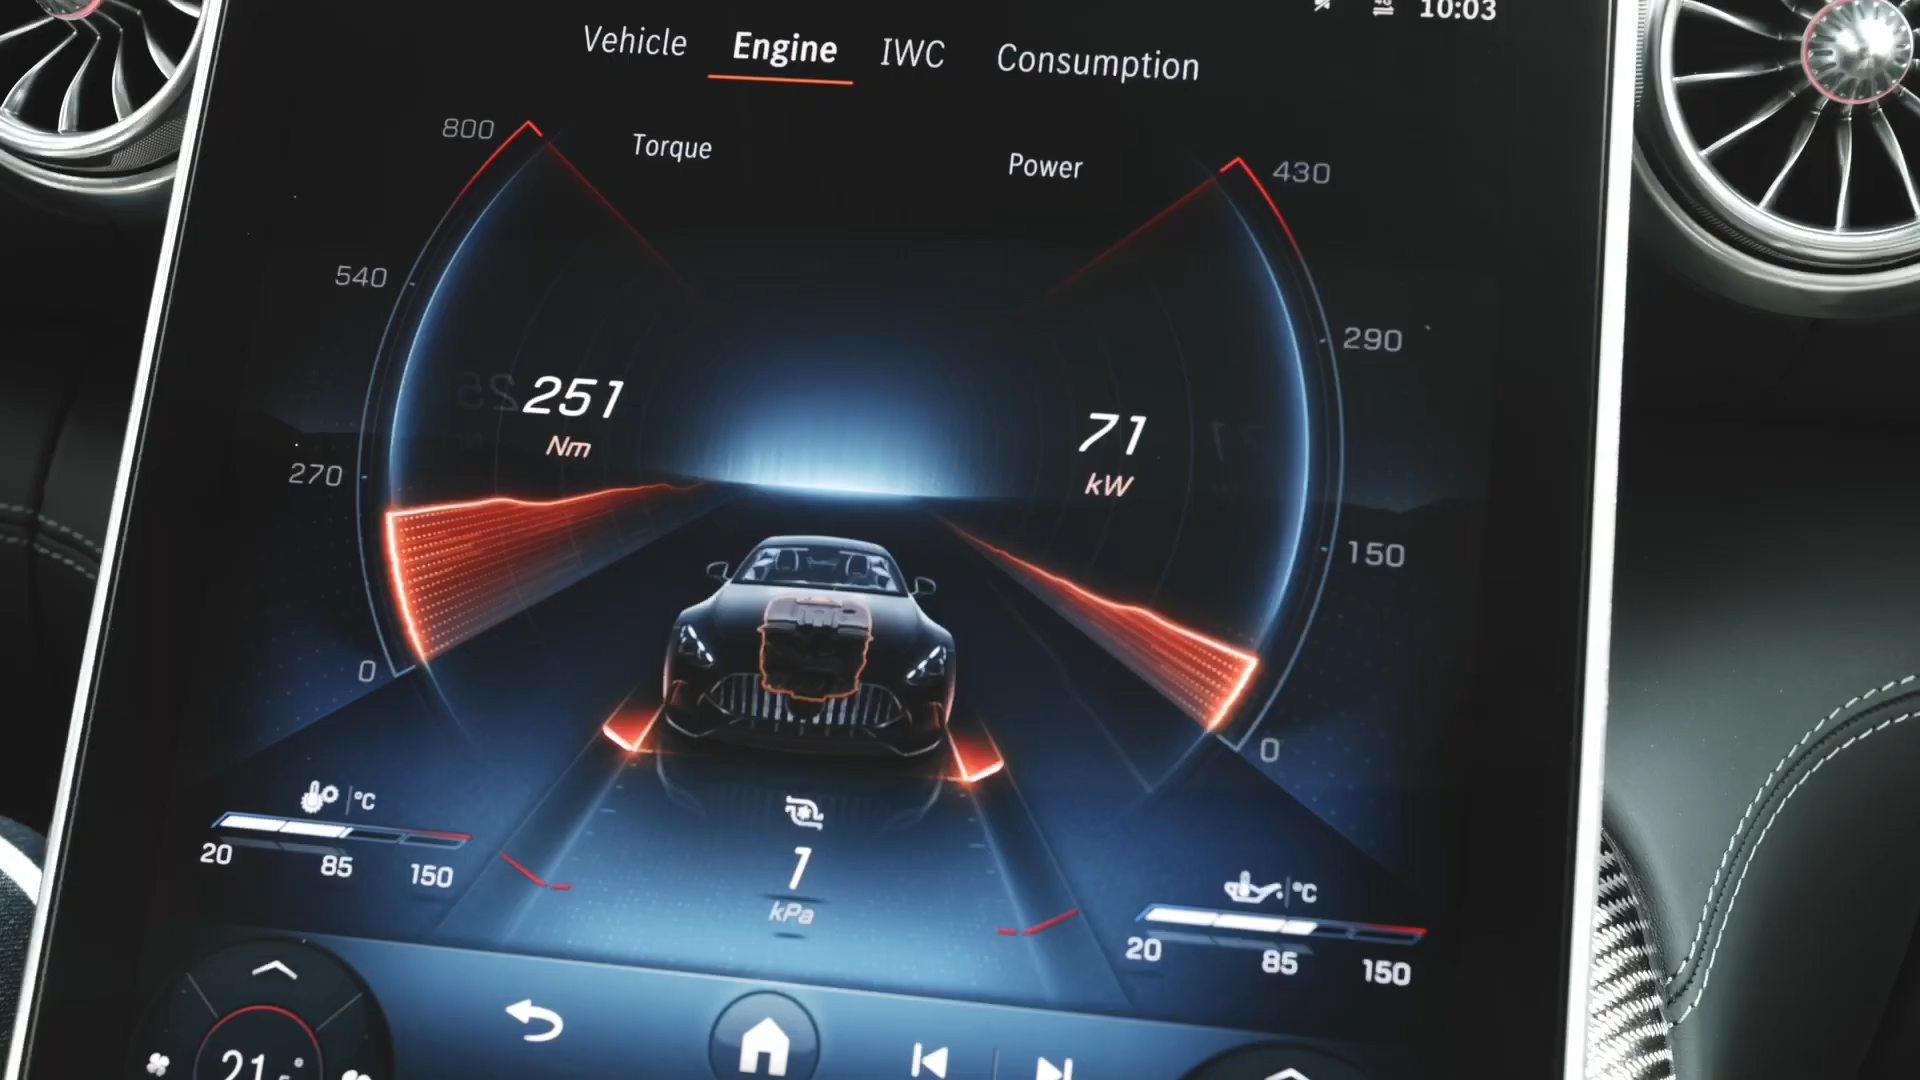 10:03
Vehicle Engine IWC Consumption
800 Torque Power 430
540 290
251 71
Nm kW
270 150
0 0
°C °C
20 85 150
1
kPa
20 85 150
21.5°